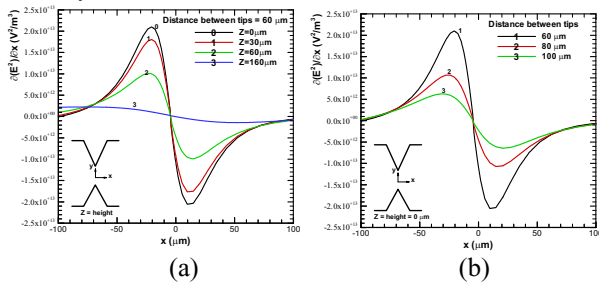 Distance between tips = 60 μm
0 Z=0μm
1 Z=30μm
2 Z=60μm
3 Z=160μm
∂(E²)/∂x (V²/m³)
2.5x10⁻¹³
2.0x10⁻¹³
1.5x10⁻¹³
1.0x10⁻¹³
5.0x10⁻¹²
0.0x10⁻⁰⁰
-5.0x10⁻¹²
-1.0x10⁻¹³
-1.5x10⁻¹³
-2.0x10⁻¹³
-2.5x10⁻¹³
0
1
2
3
y
x
Z = height
-100 -50 0 50 100
x (μm)
(a)
Distance between tips
1 60 μm
2 80 μm
3 100 μm
∂(E²)/∂x (V²/m³)
2.5x10⁻¹³
2.0x10⁻¹³
1.5x10⁻¹³
1.0x10⁻¹³
5.0x10⁻¹²
0.0x10⁻⁰⁰
-5.0x10⁻¹²
-1.0x10⁻¹³
-1.5x10⁻¹³
-2.0x10⁻¹³
-2.5x10⁻¹³
1
2
3
y
x
Z = height = 0 μm
-100 -50 0 50 100
x (μm)
(b)